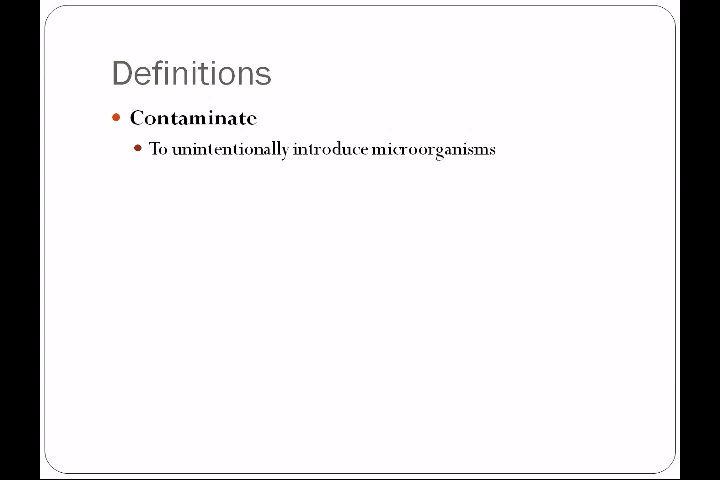 Definitions
Contaminate
To unintentionally introduce microorganisms